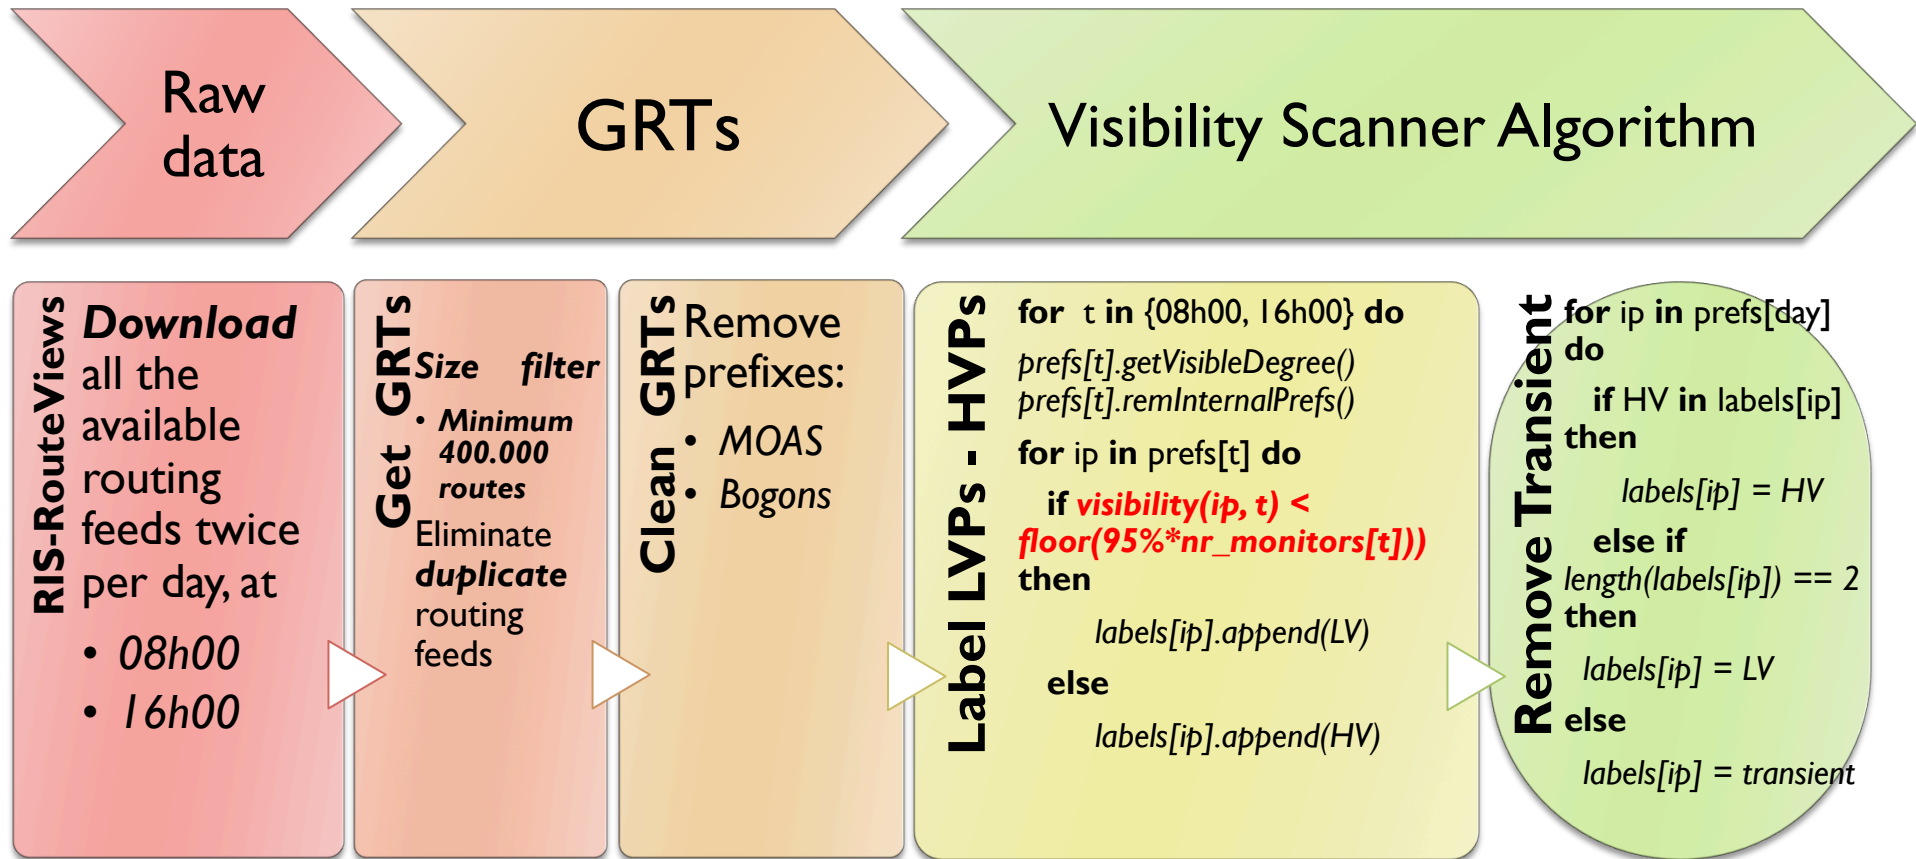 Raw
data
GRTs
Visibility Scanner Algorithm
RIS-RouteViews
Download
all the
available
routing
feeds twice
per day, at
• 08h00
• 16h00
Get GRTs
Size filter
• Minimum
400.000
routes
Eliminate
duplicate
routing
feeds
Clean GRTs
Remove
prefixes:
• MOAS
• Bogons
Label LVPs - HVPs
for t in {08h00, 16h00} do
prefs[t].getVisibleDegree()
prefs[t].remInternalPrefs()
for ip in prefs[t] do
if visibility(ip, t) <
floor(95%*nr_monitors[t]))
then
labels[ip].append(LV)
else
labels[ip].append(HV)
Remove Transient
for ip in prefs[day]
do
if HV in labels[ip]
then
labels[ip] = HV
else if
length(labels[ip]) == 2
then
labels[ip] = LV
else
labels[ip] = transient